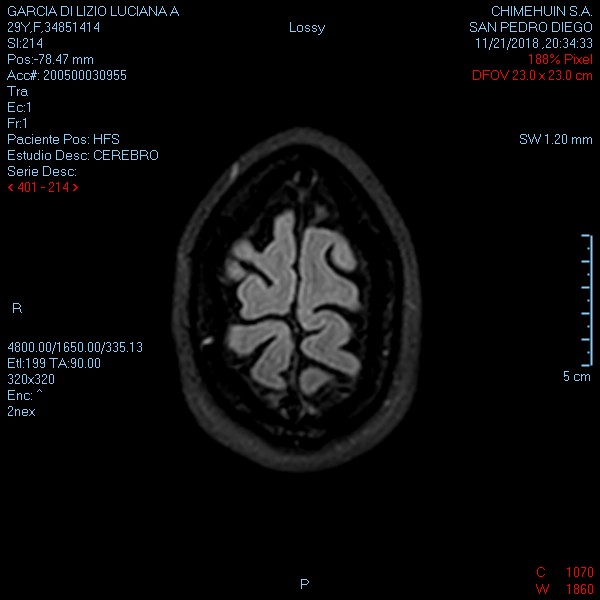 GARCIA DI LIZIO LUCIANA A
29Y,F,34851414
Sl:214
Pos:-78.47 mm
Acc#: 200500030955
Tra
Ec:1
Fr:1
Paciente Pos: HFS
Estudio Desc: CEREBRO
Serie Desc:
< 401 - 214 >
Lossy
CHIMEHUIN S.A.
SAN PEDRO DIEGO
11/21/2018 ,20:34:33
188% Pixel
DFOV 23.0 x 23.0 cm
SW 1.20 mm
R
4800.00/1650.00/335.13
Etl:199 TA:90.00
320x320
Enc: ^
2nex
5 cm
P
C 1070
W 1860